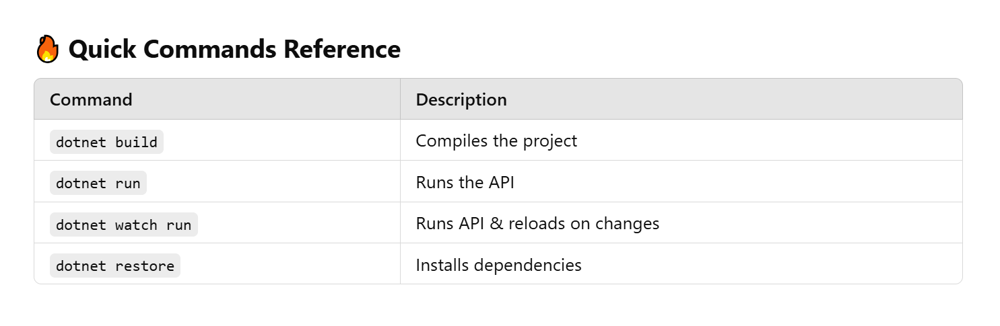 🔥 Quick Commands Reference
Command Description
dotnet build Compiles the project
dotnet run Runs the API
dotnet watch run Runs API & reloads on changes
dotnet restore Installs dependencies